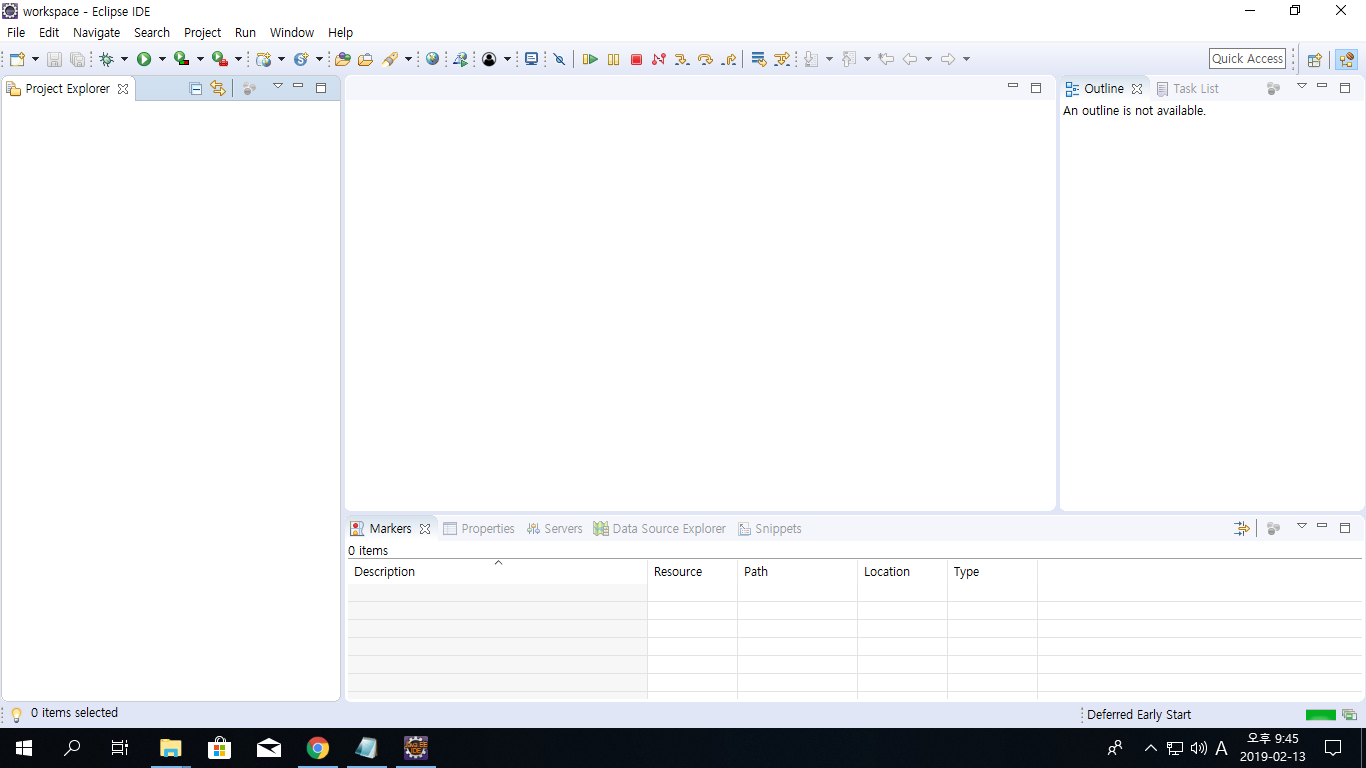 workspace - Eclipse IDE
File Edit Navigate Search Project Run Window Help
Quick Access
Project Explorer
Outline Task List
An outline is not available.
Markers Properties Servers Data Source Explorer Snippets
0 items
Description Resource Path Location Type
0 items selected
Deferred Early Start
A
오후 9:45
2019-02-13